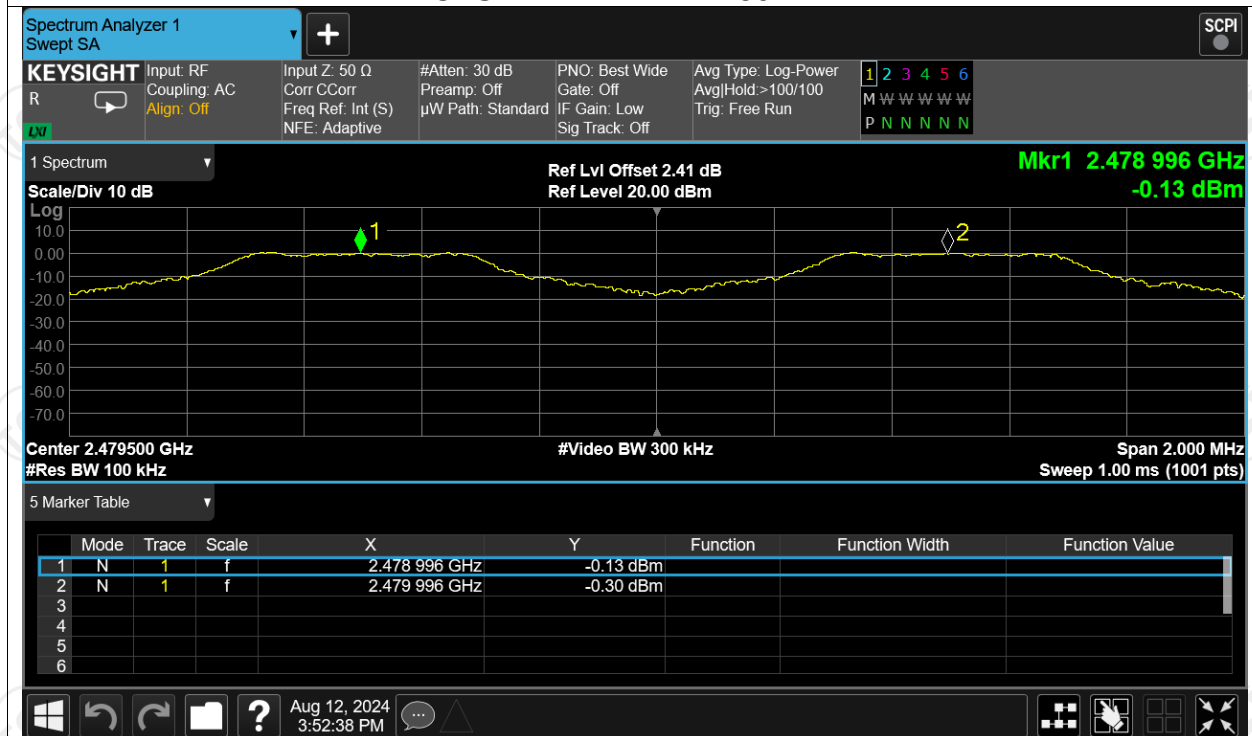 Spectrum Analyzer 1
Swept SA
+
SCPI
KEYSIGHT
R
LXI
Input: RF
Coupling: AC
Align: Off
Input Z: 50 Ω
Corr CCorr
Freq Ref: Int (S)
NFE: Adaptive
#Atten: 30 dB
Preamp: Off
µW Path: Standard
PNO: Best Wide
Gate: Off
IF Gain: Low
Sig Track: Off
Avg Type: Log-Power
Avg|Hold:>100/100
Trig: Free Run
1 2 3 4 5 6
M W W W W W
P N N N N N
1 Spectrum
Scale/Div 10 dB
Ref Lvl Offset 2.41 dB
Ref Level 20.00 dBm
Mkr1 2.478 996 GHz
-0.13 dBm
Log
10.0
0.00
-10.0
-20.0
-30.0
-40.0
-50.0
-60.0
-70.0
1
2
Center 2.479500 GHz
#Video BW 300 kHz
Span 2.000 MHz
#Res BW 100 kHz
Sweep 1.00 ms (1001 pts)
5 Marker Table
Mode Trace Scale X Y Function Function Width Function Value
1 N 1 f 2.478 996 GHz -0.13 dBm
2 N 1 f 2.479 996 GHz -0.30 dBm
3
4
5
6
?
Aug 12, 2024
3:52:38 PM